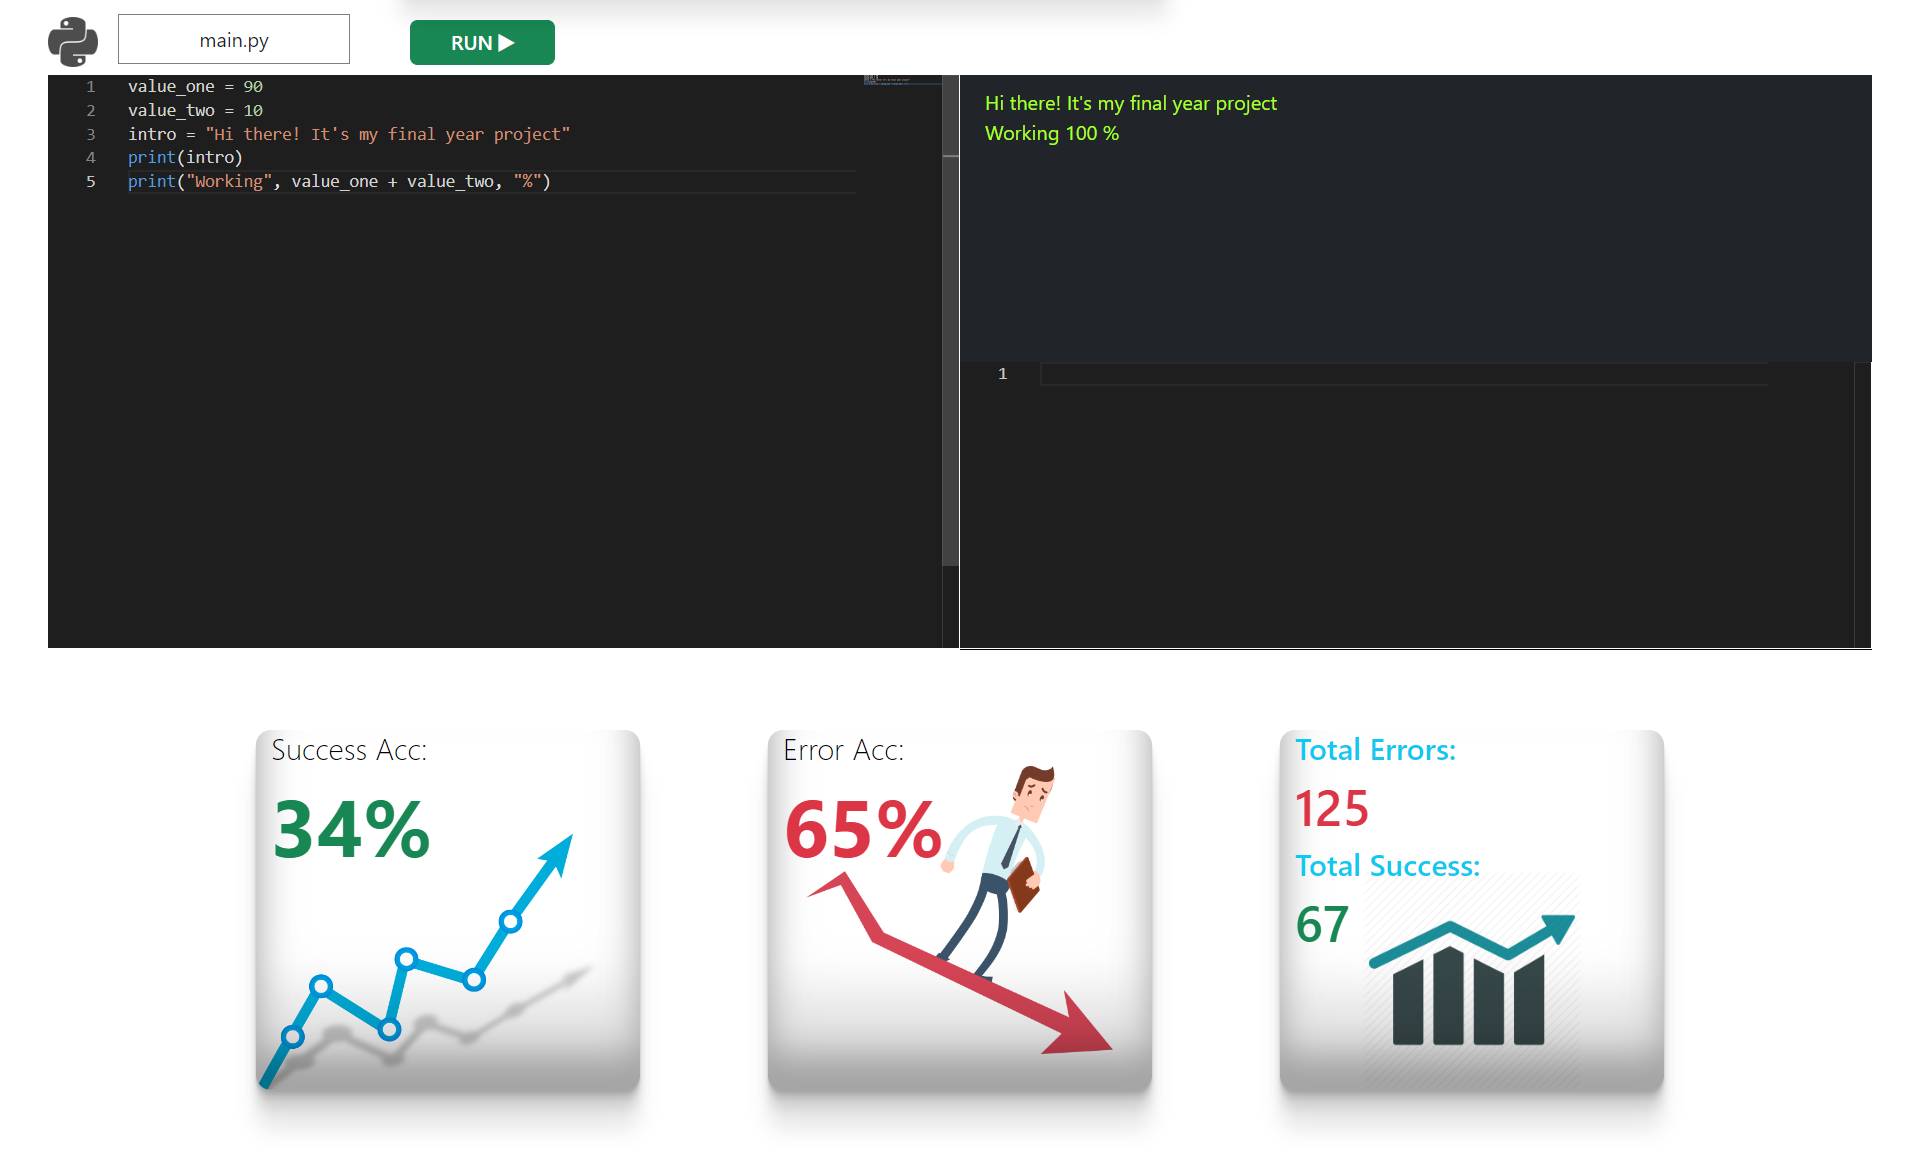 main.py
RUN ▶
1 value_one = 90
2 value_two = 10
3 intro = "Hi there! It's my final year project"
4 print(intro)
5 print("Working", value_one + value_two, "%")
Hi there! It's my final year project
Working 100 %
1
Success Acc:
34%
Error Acc:
65%
Total Errors:
125
Total Success:
67